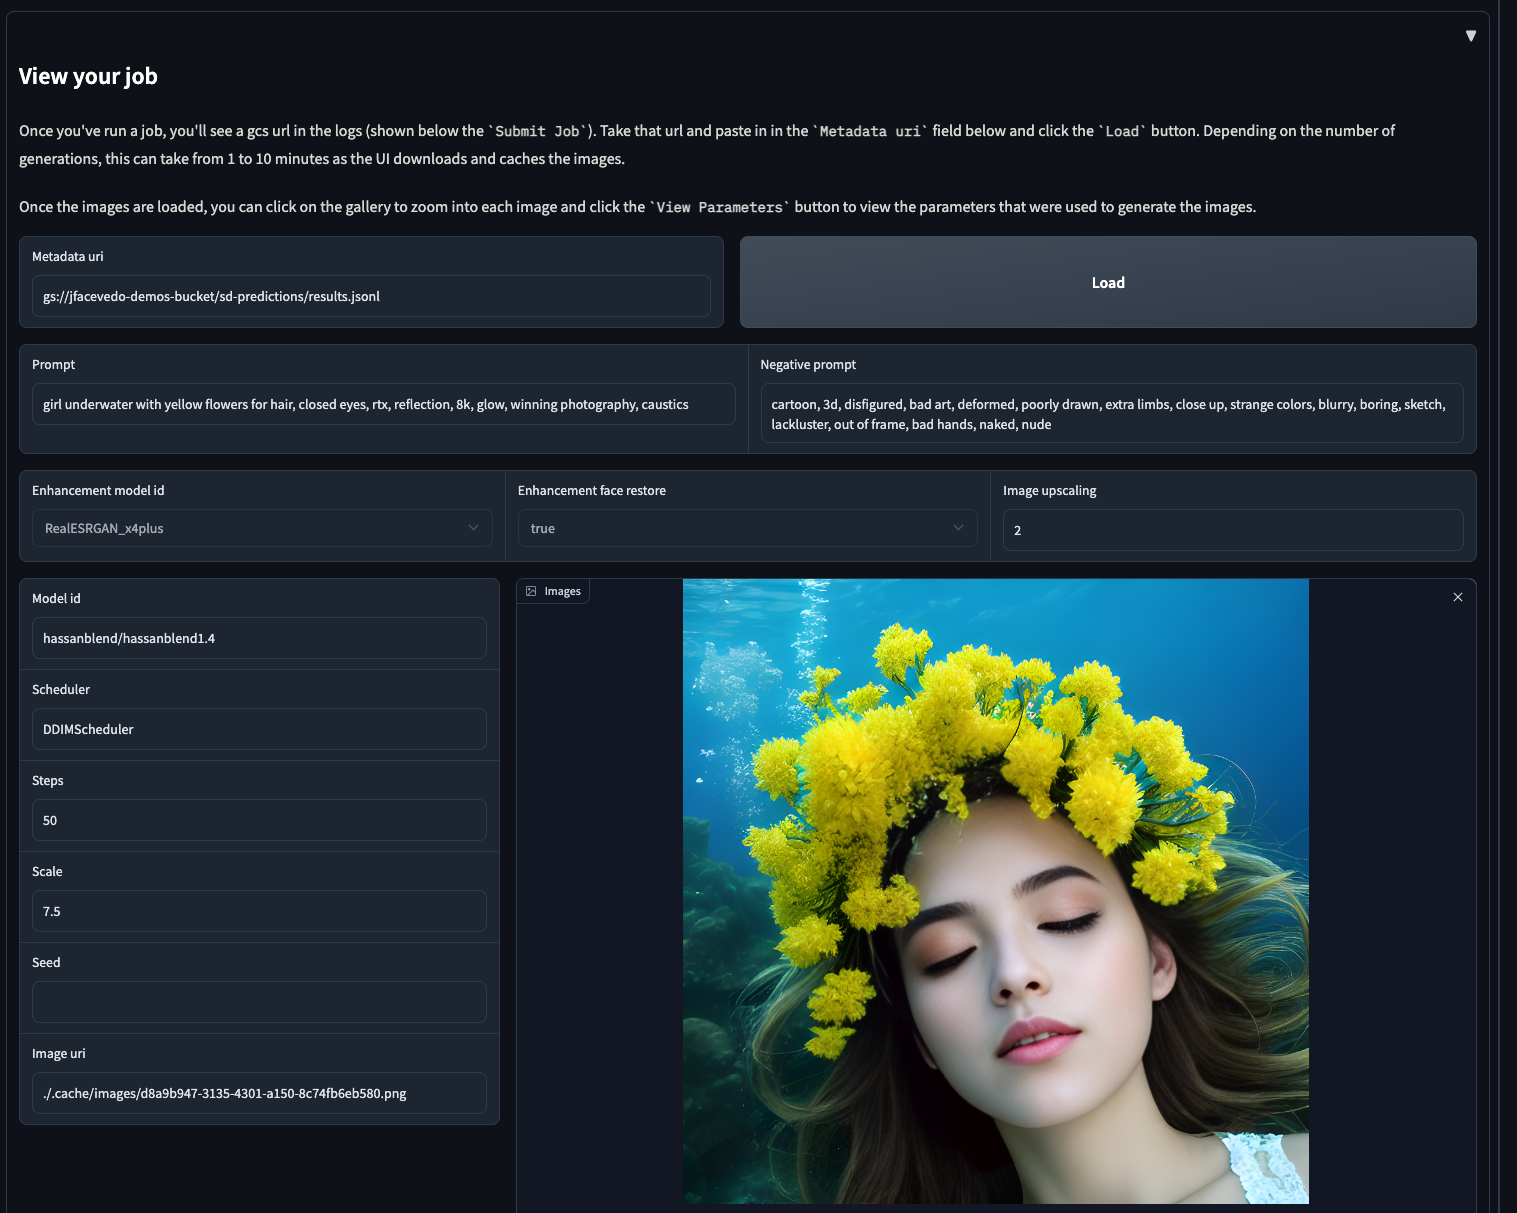 View your job
Once you've run a job, you'll see a gcs url in the logs (shown below the `Submit Job`). Take that url and paste in in the `Metadata uri` field below and click the `Load` button. Depending on the number of
generations, this can take from 1 to 10 minutes as the UI downloads and caches the images.
Once the images are loaded, you can click on the gallery to zoom into each image and click the `View Parameters` button to view the parameters that were used to generate the images.
Metadata uri
gs://jfacevedo-demos-bucket/sd-predictions/results.jsonl
Load
Prompt
girl underwater with yellow flowers for hair, closed eyes, rtx, reflection, 8k, glow, winning photography, caustics
Negative prompt
cartoon, 3d, disfigured, bad art, deformed, poorly drawn, extra limbs, close up, strange colors, blurry, boring, sketch,
lackluster, out of frame, bad hands, naked, nude
Enhancement model id
RealESRGAN_x4plus
Enhancement face restore
true
Image upscaling
2
Model id
hassanblend/hassanblend1.4
Scheduler
DDIMScheduler
Steps
50
Scale
7.5
Seed
Image uri
./.cache/images/d8a9b947-3135-4301-a150-8c74fb6eb580.png
Images